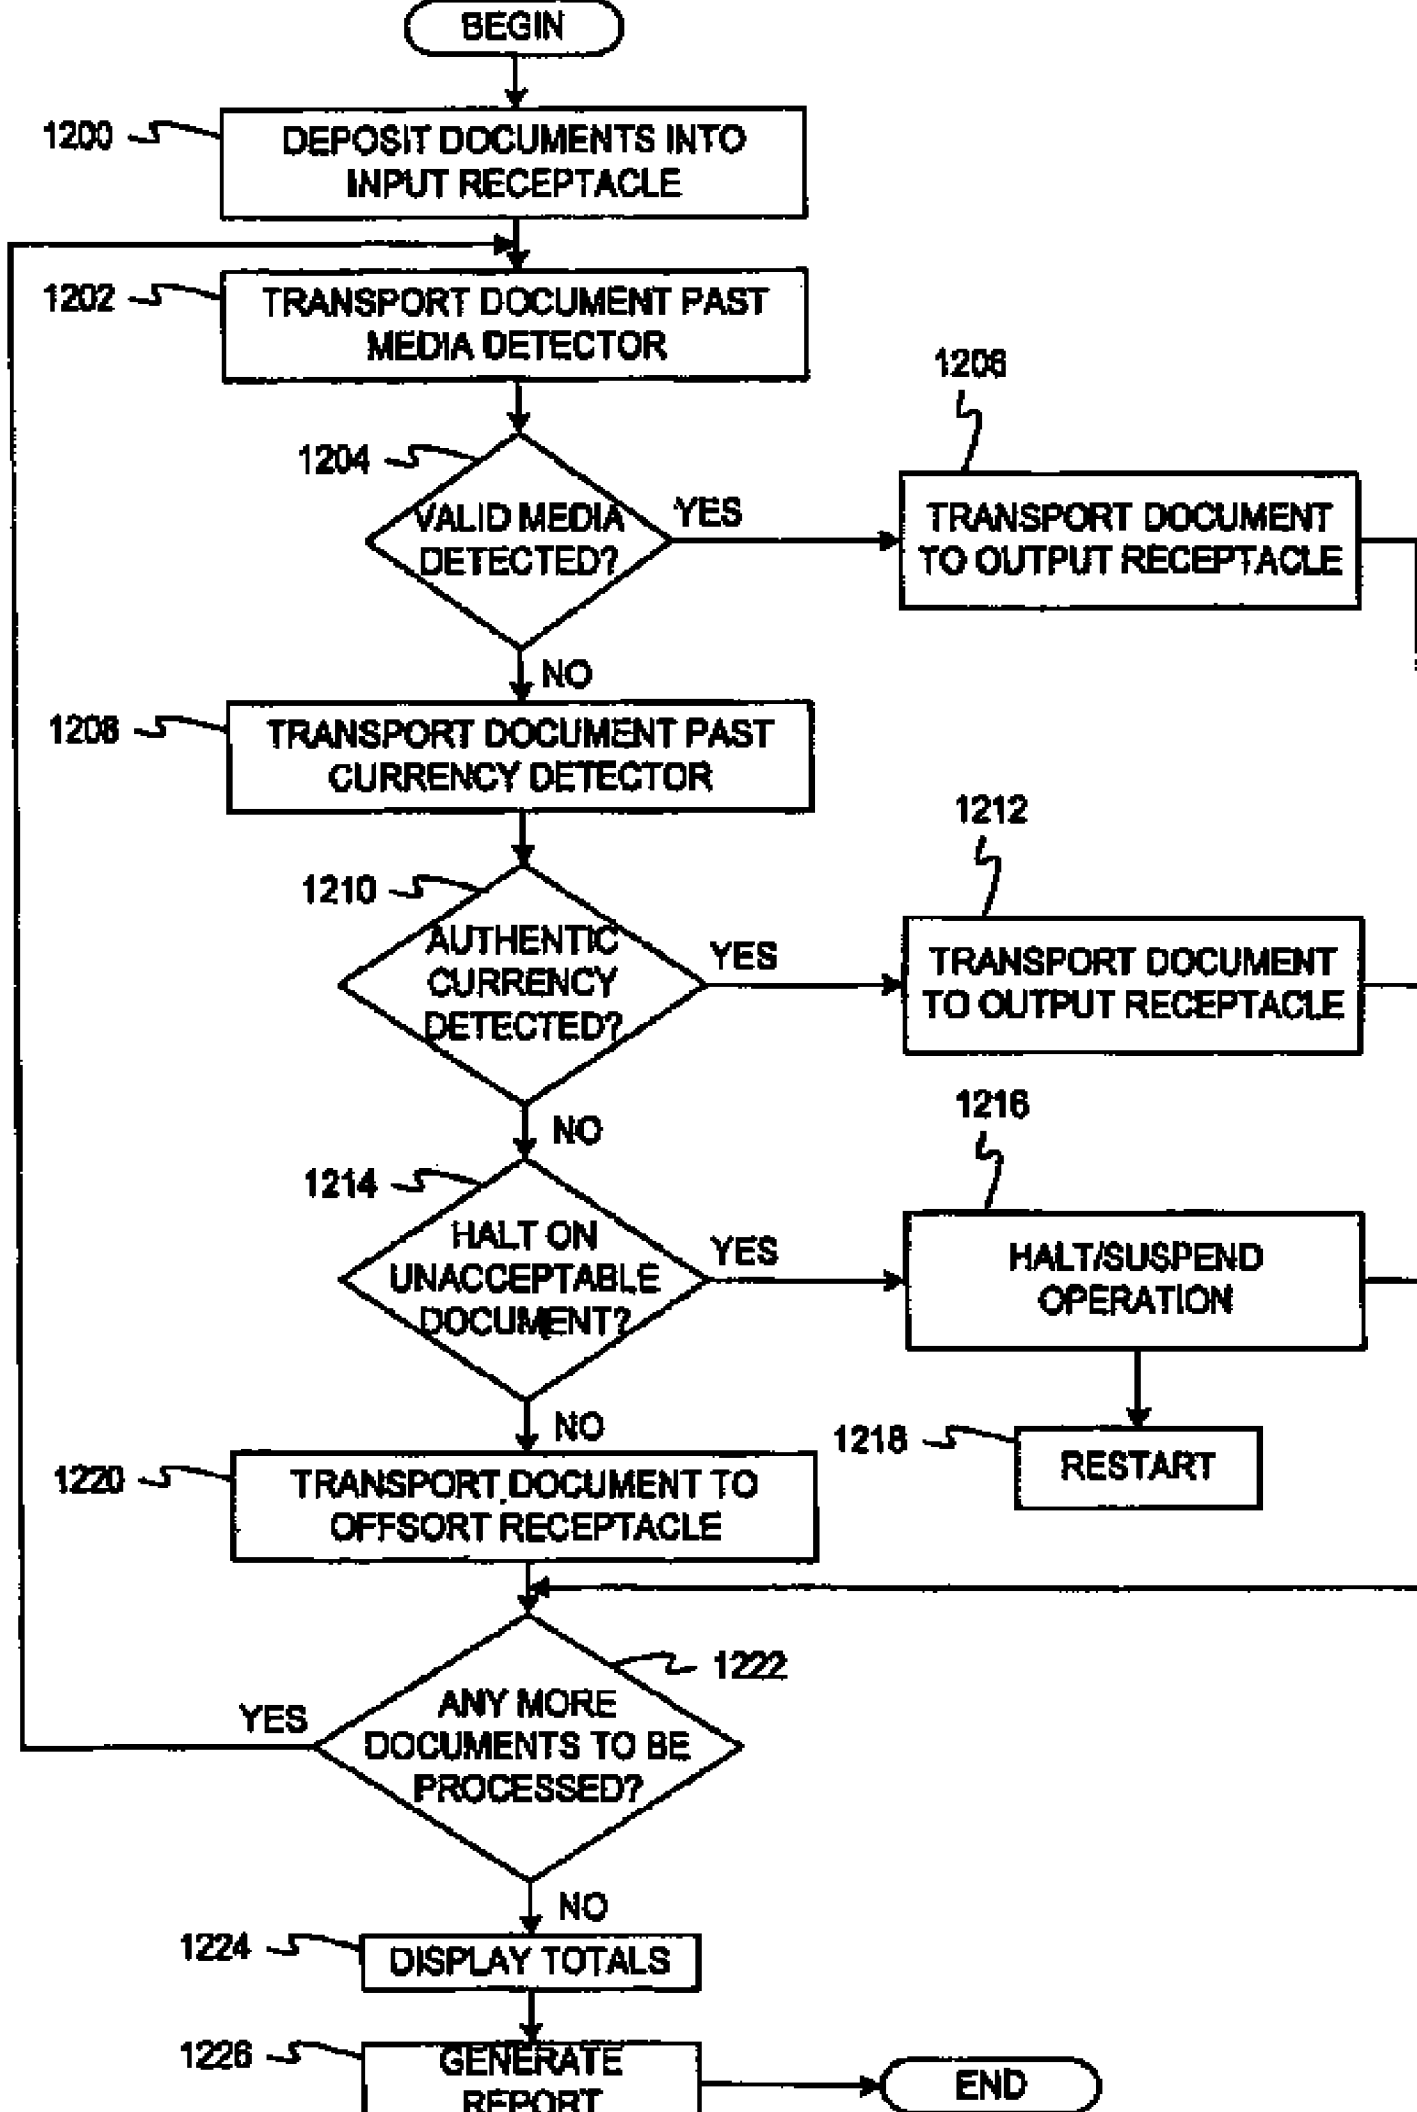 BEGIN
1200
DEPOSIT DOCUMENTS INTO
INPUT RECEPTACLE
1202
TRANSPORT DOCUMENT PAST
MEDIA DETECTOR
1204
VALID MEDIA
DETECTED?
YES
1206
TRANSPORT DOCUMENT
TO OUTPUT RECEPTACLE
NO
1208
TRANSPORT DOCUMENT PAST
CURRENCY DETECTOR
1210
AUTHENTIC
CURRENCY
DETECTED?
YES
1212
TRANSPORT DOCUMENT
TO OUTPUT RECEPTACLE
NO
1214
HALT ON
UNACCEPTABLE
DOCUMENT?
YES
1216
HALT/SUSPEND
OPERATION
1218
RESTART
NO
1220
TRANSPORT DOCUMENT TO
OFFSORT RECEPTACLE
1222
ANY MORE
DOCUMENTS TO BE
PROCESSED?
YES
NO
1224
DISPLAY TOTALS
1226
GENERATE
REPORT
END